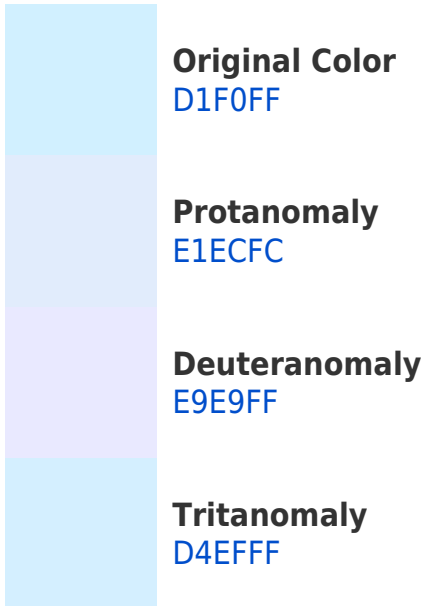 Original Color
D1F0FF
Protanomaly
E1ECFC
Deuteranomaly
E9E9FF
Tritanomaly
D4EFFF